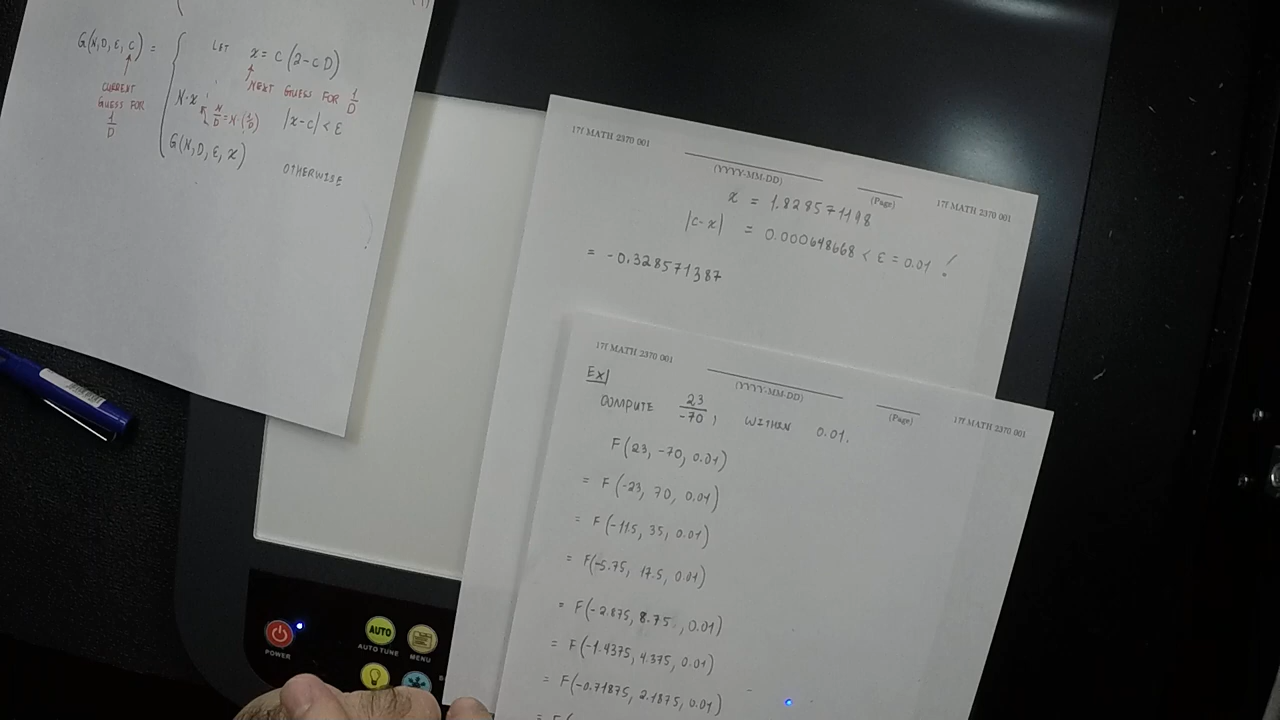 G(N,D,ε,C) =
LET x = C (2-CD)
CURRENT GUESS FOR 1/D
NEXT GUESS FOR 1/D
N·x
N/D = N·(1/D)
|x-c| < ε
G(N,D,ε,x) OTHERWISE
17f MATH 2370 001
(YYYY-MM-DD)
(Page)
17f MATH 2370 001
x = 1.828571198
|c-x| = 0.000648668 < ε = 0.01 !
= -0.328571387
17f MATH 2370 001
(YYYY-MM-DD)
(Page)
17f MATH 2370 001
EX|
COMPUTE 23/-70, WITHIN 0.01.
F(23, -70, 0.01)
= F(-23, 70, 0.01)
= F(-11.5, 35, 0.01)
= F(-5.75, 17.5, 0.01)
= F(-2.875, 8.75, 0.01)
= F(-1.4375, 4.375, 0.01)
= F(-0.71875, 2.1875, 0.01)
= F(
POWER
AUTO
AUTO TUNE
MENU